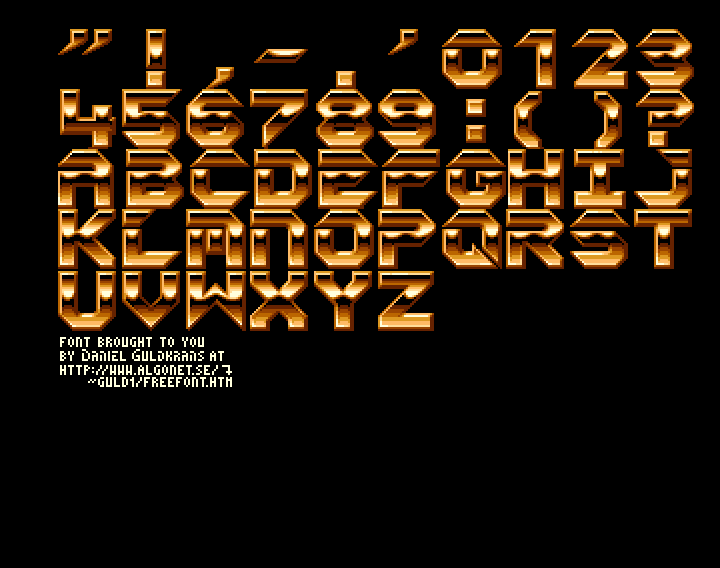 " ! , - . ' 0 1 2 3
4 5 6 7 8 9 : ( ) ?
A B C D E F G H I J
K L M N O P Q R S T
U V W X Y Z
FONT BROUGHT TO YOU
BY DANIEL GULDKRANS AT
HTTP://WWW.ALGONET.SE/
~GULD1/FREEFONT.HTM